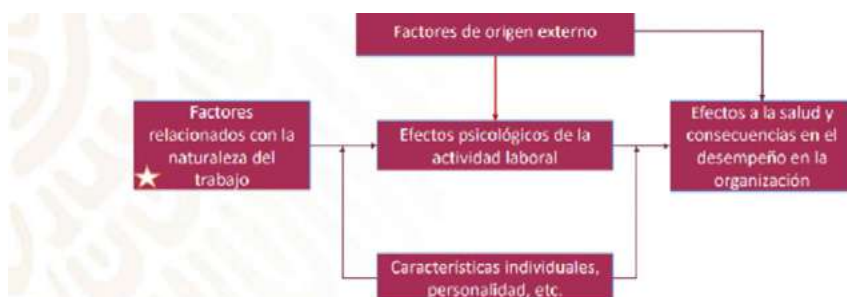 Factores de origen externo
Factores
relacionados con la
naturaleza del
trabajo
Efectos psicológicos de la
actividad laboral
Efectos a la salud y
consecuencias en el
desempeño en la
organización
Características individuales,
personalidad, etc.